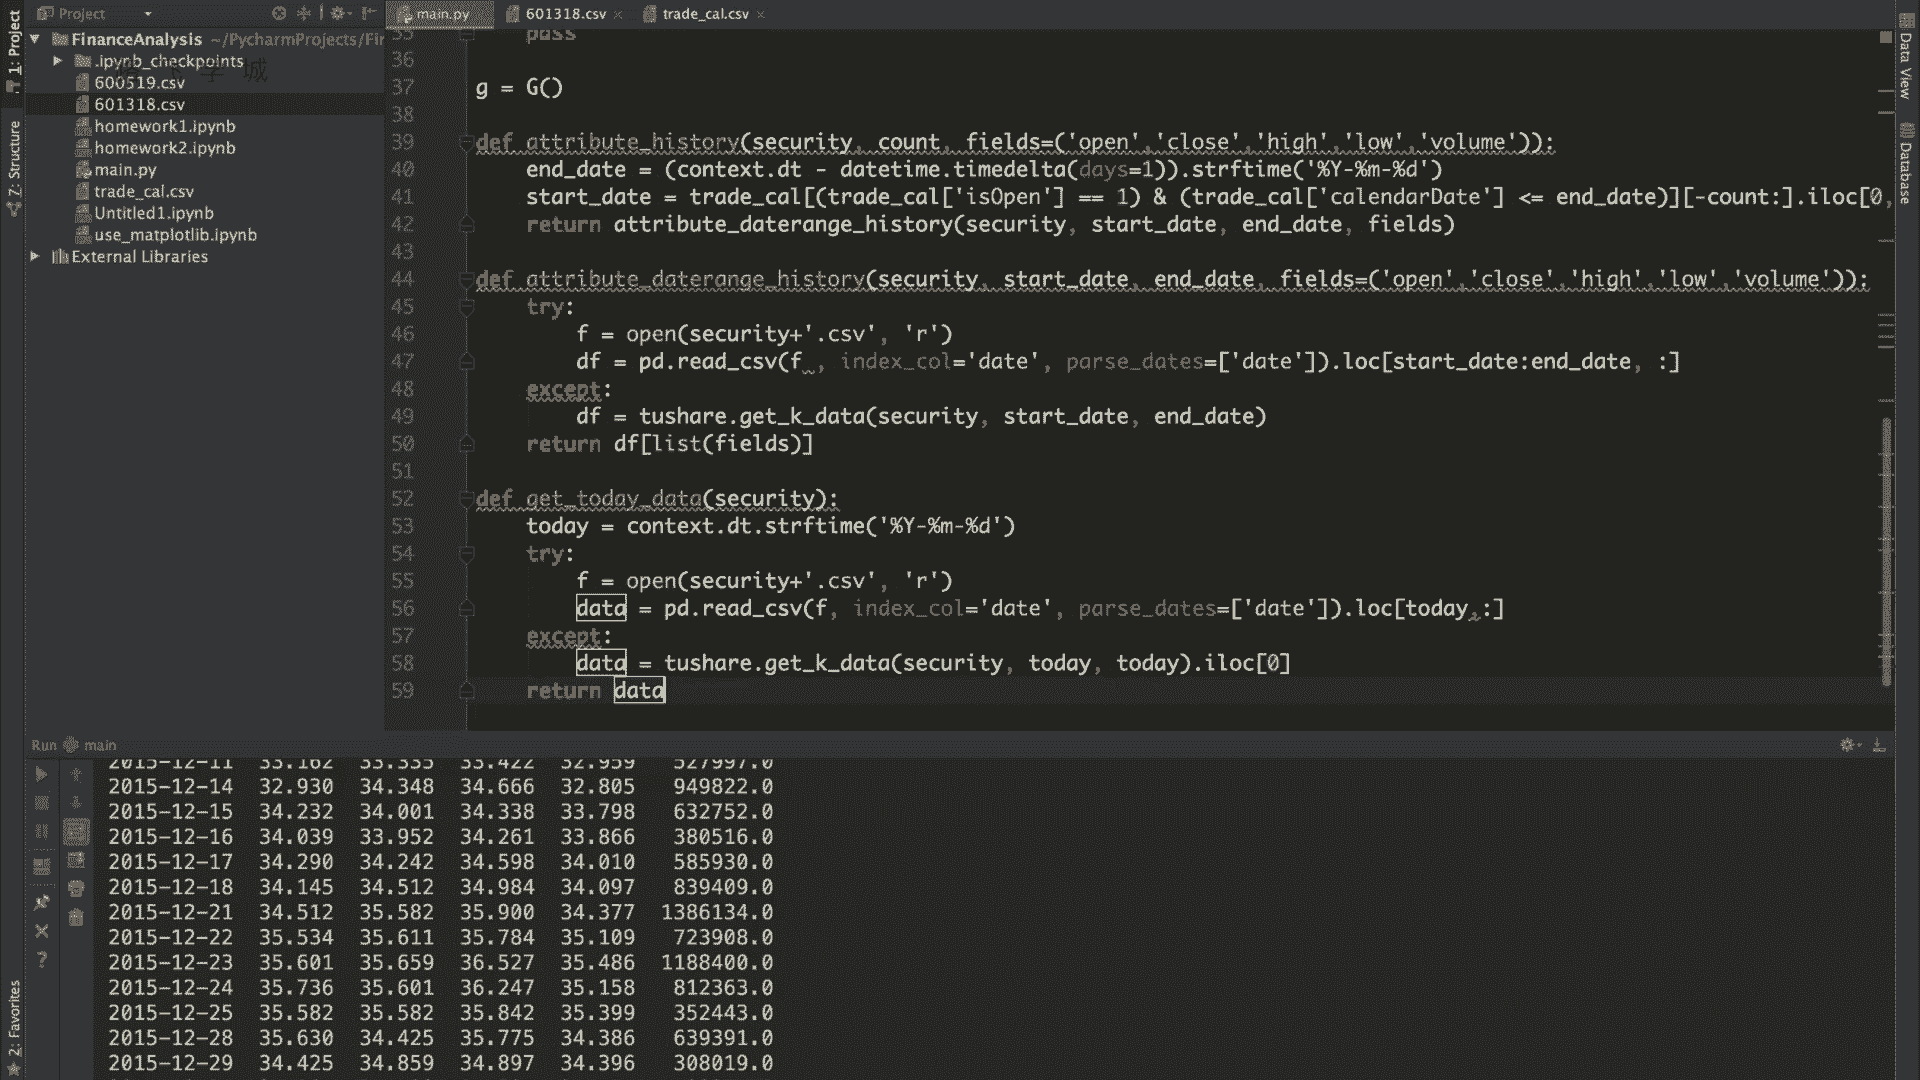 1: Project
Project
FinanceAnalysis ~/PycharmProjects/Fir
.ipynb_checkpoints
600519.csv
601318.csv
homework1.ipynb
homework2.ipynb
main.py
trade_cal.csv
Untitled1.ipynb
use_matplotlib.ipynb
External Libraries
Z: Structure
2: Favorites
main.py
601318.csv
trade_cal.csv
35 pass
36
37 g = G()
38
39 def attribute_history(security, count, fields=('open','close','high','low','volume')):
40 end_date = (context.dt - datetime.timedelta(days=1)).strftime('%Y-%m-%d')
41 start_date = trade_cal[(trade_cal['isOpen'] == 1) & (trade_cal['calendarDate'] <= end_date)][-count:].iloc[0,
42 return attribute_daterange_history(security, start_date, end_date, fields)
43
44 def attribute_daterange_history(security, start_date, end_date, fields=('open','close','high','low','volume')):
45 try:
46 f = open(security+'.csv', 'r')
47 df = pd.read_csv(f , index_col='date', parse_dates=['date']).loc[start_date:end_date, :]
48 except:
49 df = tushare.get_k_data(security, start_date, end_date)
50 return df[list(fields)]
51
52 def get_today_data(security):
53 today = context.dt.strftime('%Y-%m-%d')
54 try:
55 f = open(security+'.csv', 'r')
56 data = pd.read_csv(f, index_col='date', parse_dates=['date']).loc[today,:]
57 except:
58 data = tushare.get_k_data(security, today, today).iloc[0]
59 return data
Data View
Database
Run main
2015-12-11 33.162 33.335 33.422 32.959 527997.0
2015-12-14 32.930 34.348 34.666 32.805 949822.0
2015-12-15 34.232 34.001 34.338 33.798 632752.0
2015-12-16 34.039 33.952 34.261 33.866 380516.0
2015-12-17 34.290 34.242 34.598 34.010 585930.0
2015-12-18 34.145 34.512 34.984 34.097 839409.0
2015-12-21 34.512 35.582 35.900 34.377 1386134.0
2015-12-22 35.534 35.611 35.784 35.109 723908.0
2015-12-23 35.601 35.659 36.527 35.486 1188400.0
2015-12-24 35.736 35.601 36.247 35.158 812363.0
2015-12-25 35.582 35.582 35.842 35.399 352443.0
2015-12-28 35.630 34.425 35.775 34.386 639391.0
2015-12-29 34.425 34.859 34.897 34.396 308019.0